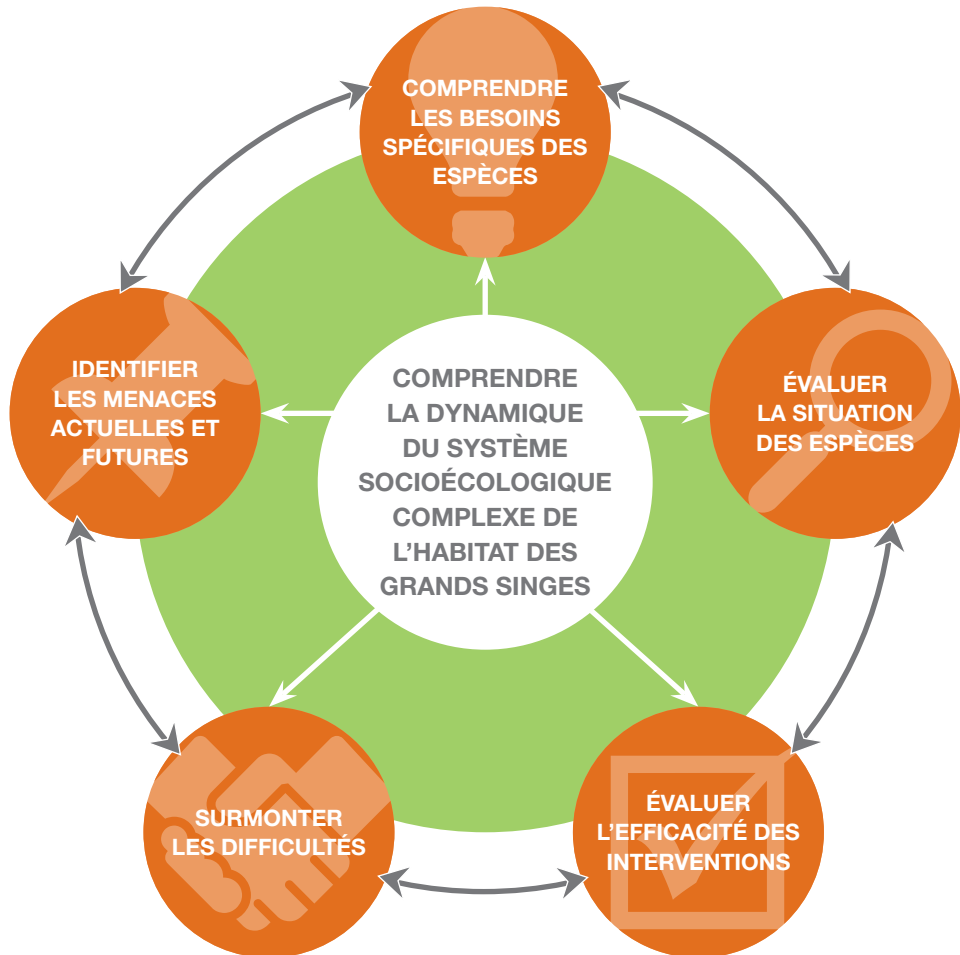 COMPRENDRE
LES BESOINS
SPÉCIFIQUES DES
ESPÈCES
IDENTIFIER
LES MENACES
ACTUELLES ET
FUTURES
COMPRENDRE
LA DYNAMIQUE
DU SYSTÈME
SOCIOÉCOLOGIQUE
COMPLEXE DE
L’HABITAT DES
GRANDS SINGES
ÉVALUER
LA SITUATION
DES ESPÈCES
SURMONTER
LES DIFFICULTÉS
ÉVALUER
L’EFFICACITÉ DES
INTERVENTIONS